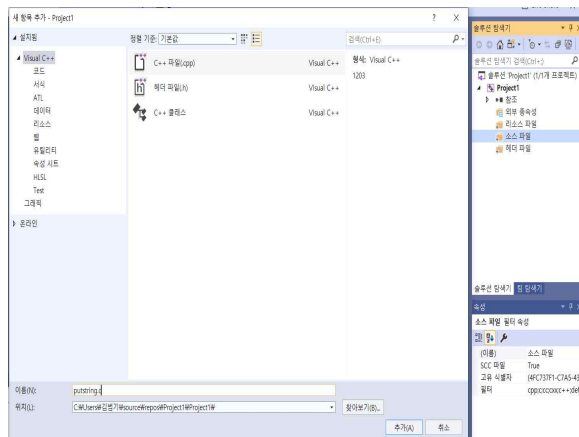 새 항목 추가 - Project1
? X
▲ 설치됨
정렬 기준: 기본값
검색(Ctrl+E)
▲ Visual C++
코드
서식
ATL
데이터
리소스
웹
유틸리티
속성 시트
HLSL
Test
그래픽
▷ 온라인
C++ 파일(.cpp) Visual C++
헤더 파일(.h) Visual C++
C++ 클래스 Visual C++
형식: Visual C++
1203
이름(N): putstring.c
위치(L): C:₩Users₩김범기₩source₩repos₩Project1₩Project1₩
찾아보기(B)...
추가(A) 취소
솔루션 탐색기
솔루션 탐색기 검색(Ctrl+;)
솔루션 'Project1' (1/1개 프로젝트)
Project1
참조
외부 종속성
리소스 파일
소스 파일
헤더 파일
솔루션 탐색기 팀 탐색기
속성
소스 파일 필터 속성
(이름) 소스 파일
SCC 파일 True
고유 식별자
필터